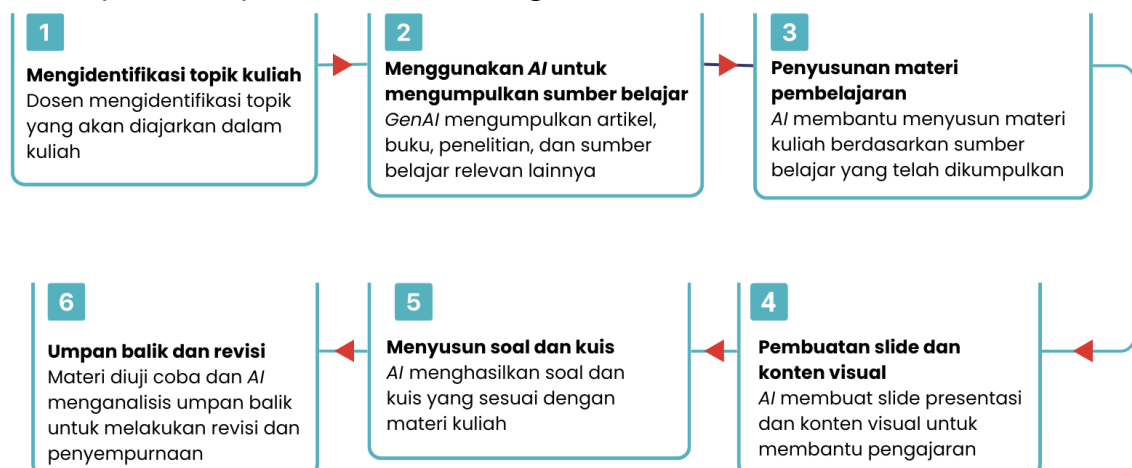 1
Mengidentifikasi topik kuliah
Dosen mengidentifikasi topik
yang akan diajarkan dalam
kuliah
2
Menggunakan AI untuk
mengumpulkan sumber belajar
GenAI mengumpulkan artikel,
buku, penelitian, dan sumber
belajar relevan lainnya
3
Penyusunan materi
pembelajaran
AI membantu menyusun materi
kuliah berdasarkan sumber
belajar yang telah dikumpulkan
4
Pembuatan slide dan
konten visual
AI membuat slide presentasi
dan konten visual untuk
membantu pengajaran
5
Menyusun soal dan kuis
AI menghasilkan soal dan
kuis yang sesuai dengan
materi kuliah
6
Umpan balik dan revisi
Materi diuji coba dan AI
menganalisis umpan balik
untuk melakukan revisi dan
penyempurnaan